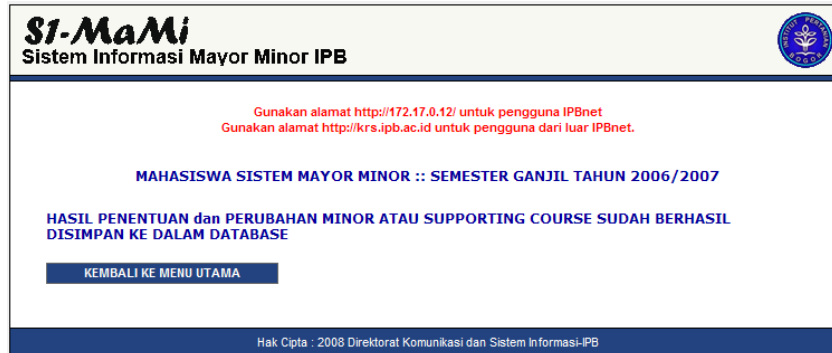 SI-MaMi
Sistem Informasi Mayor Minor IPB
INSTITUT PERTANIAN
BOGOR
Gunakan alamat http://172.17.0.12/ untuk pengguna IPBnet
Gunakan alamat http://krs.ipb.ac.id untuk pengguna dari luar IPBnet.
MAHASISWA SISTEM MAYOR MINOR :: SEMESTER GANJIL TAHUN 2006/2007
HASIL PENENTUAN dan PERUBAHAN MINOR ATAU SUPPORTING COURSE SUDAH BERHASIL
DISIMPAN KE DALAM DATABASE
KEMBALI KE MENU UTAMA
Hak Cipta : 2008 Direktorat Komunikasi dan Sistem Informasi-IPB